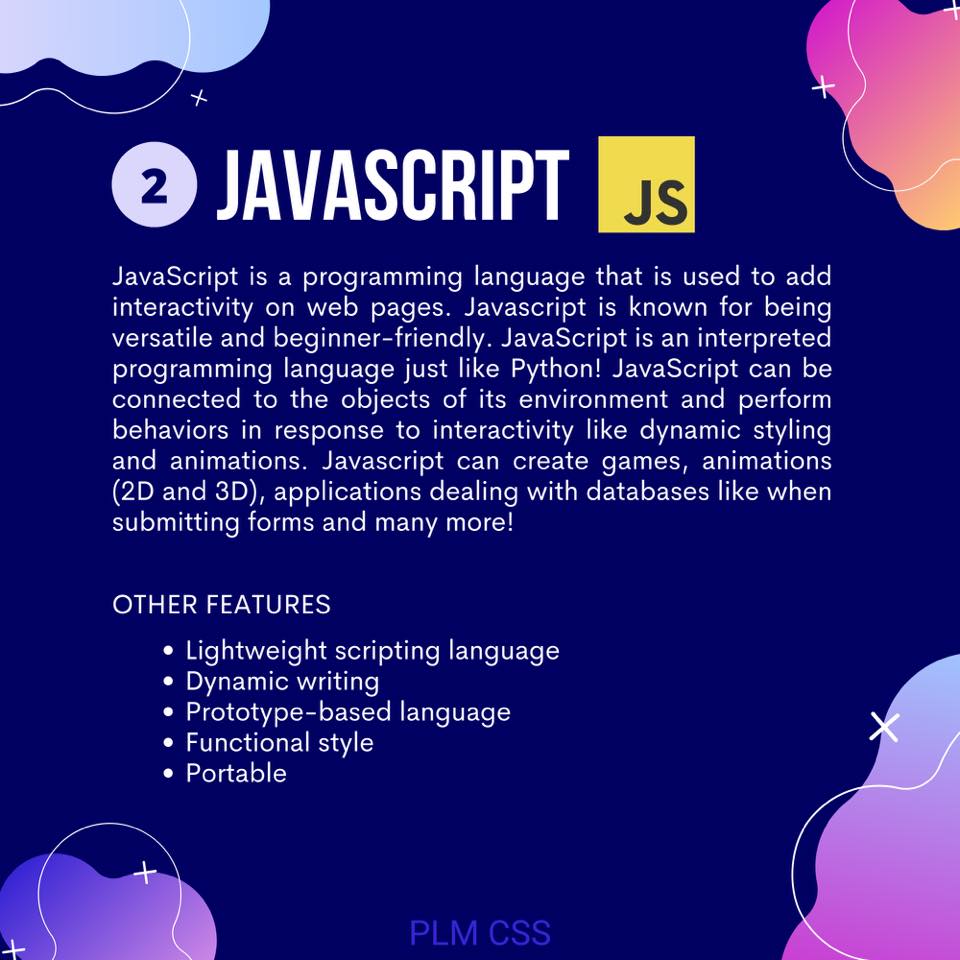 2 JAVASCRIPT JS
JavaScript is a programming language that is used to add
interactivity on web pages. Javascript is known for being
versatile and beginner-friendly. JavaScript is an interpreted
programming language just like Python! JavaScript can be
connected to the objects of its environment and perform
behaviors in response to interactivity like dynamic styling
and animations. Javascript can create games, animations
(2D and 3D), applications dealing with databases like when
submitting forms and many more!
OTHER FEATURES
• Lightweight scripting language
• Dynamic writing
• Prototype-based language
• Functional style
• Portable
PLM CSS